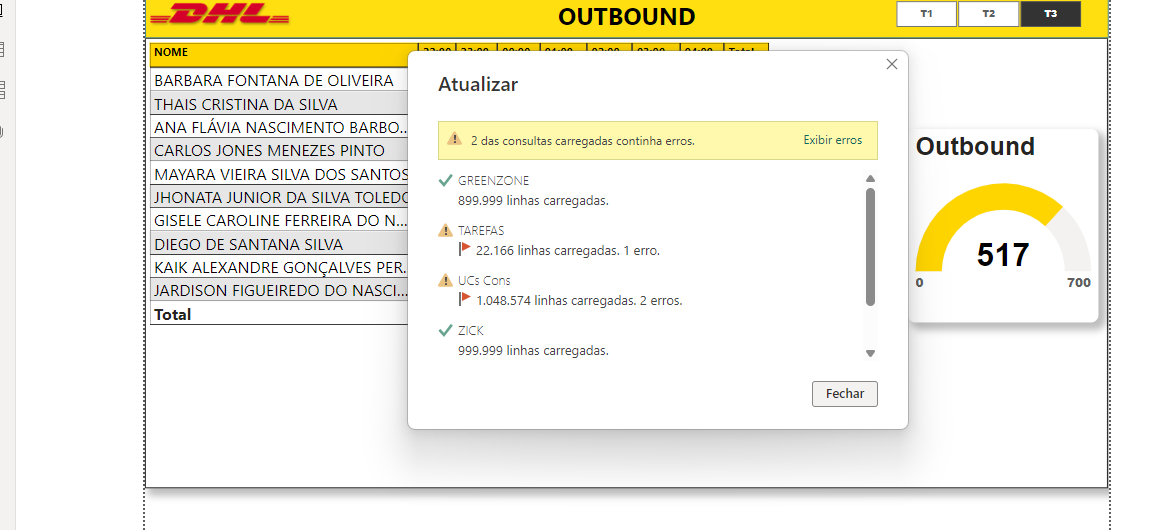 DHL
OUTBOUND
T1 T2 T3
NOME
BARBARA FONTANA DE OLIVEIRA
THAIS CRISTINA DA SILVA
ANA FLÁVIA NASCIMENTO BARBO...
CARLOS JONES MENEZES PINTO
MAYARA VIEIRA SILVA DOS SANTOS
JHONATA JUNIOR DA SILVA TOLEDO
GISELE CAROLINE FERREIRA DO N...
DIEGO DE SANTANA SILVA
KAIK ALEXANDRE GONÇALVES PER...
JARDISON FIGUEIREDO DO NASCI...
Total
Atualizar
2 das consultas carregadas continha erros. Exibir erros
GREENZONE
899.999 linhas carregadas.
TAREFAS
22.166 linhas carregadas. 1 erro.
UCs Cons
1.048.574 linhas carregadas. 2 erros.
ZICK
999.999 linhas carregadas.
Fechar
Outbound
517
0 700